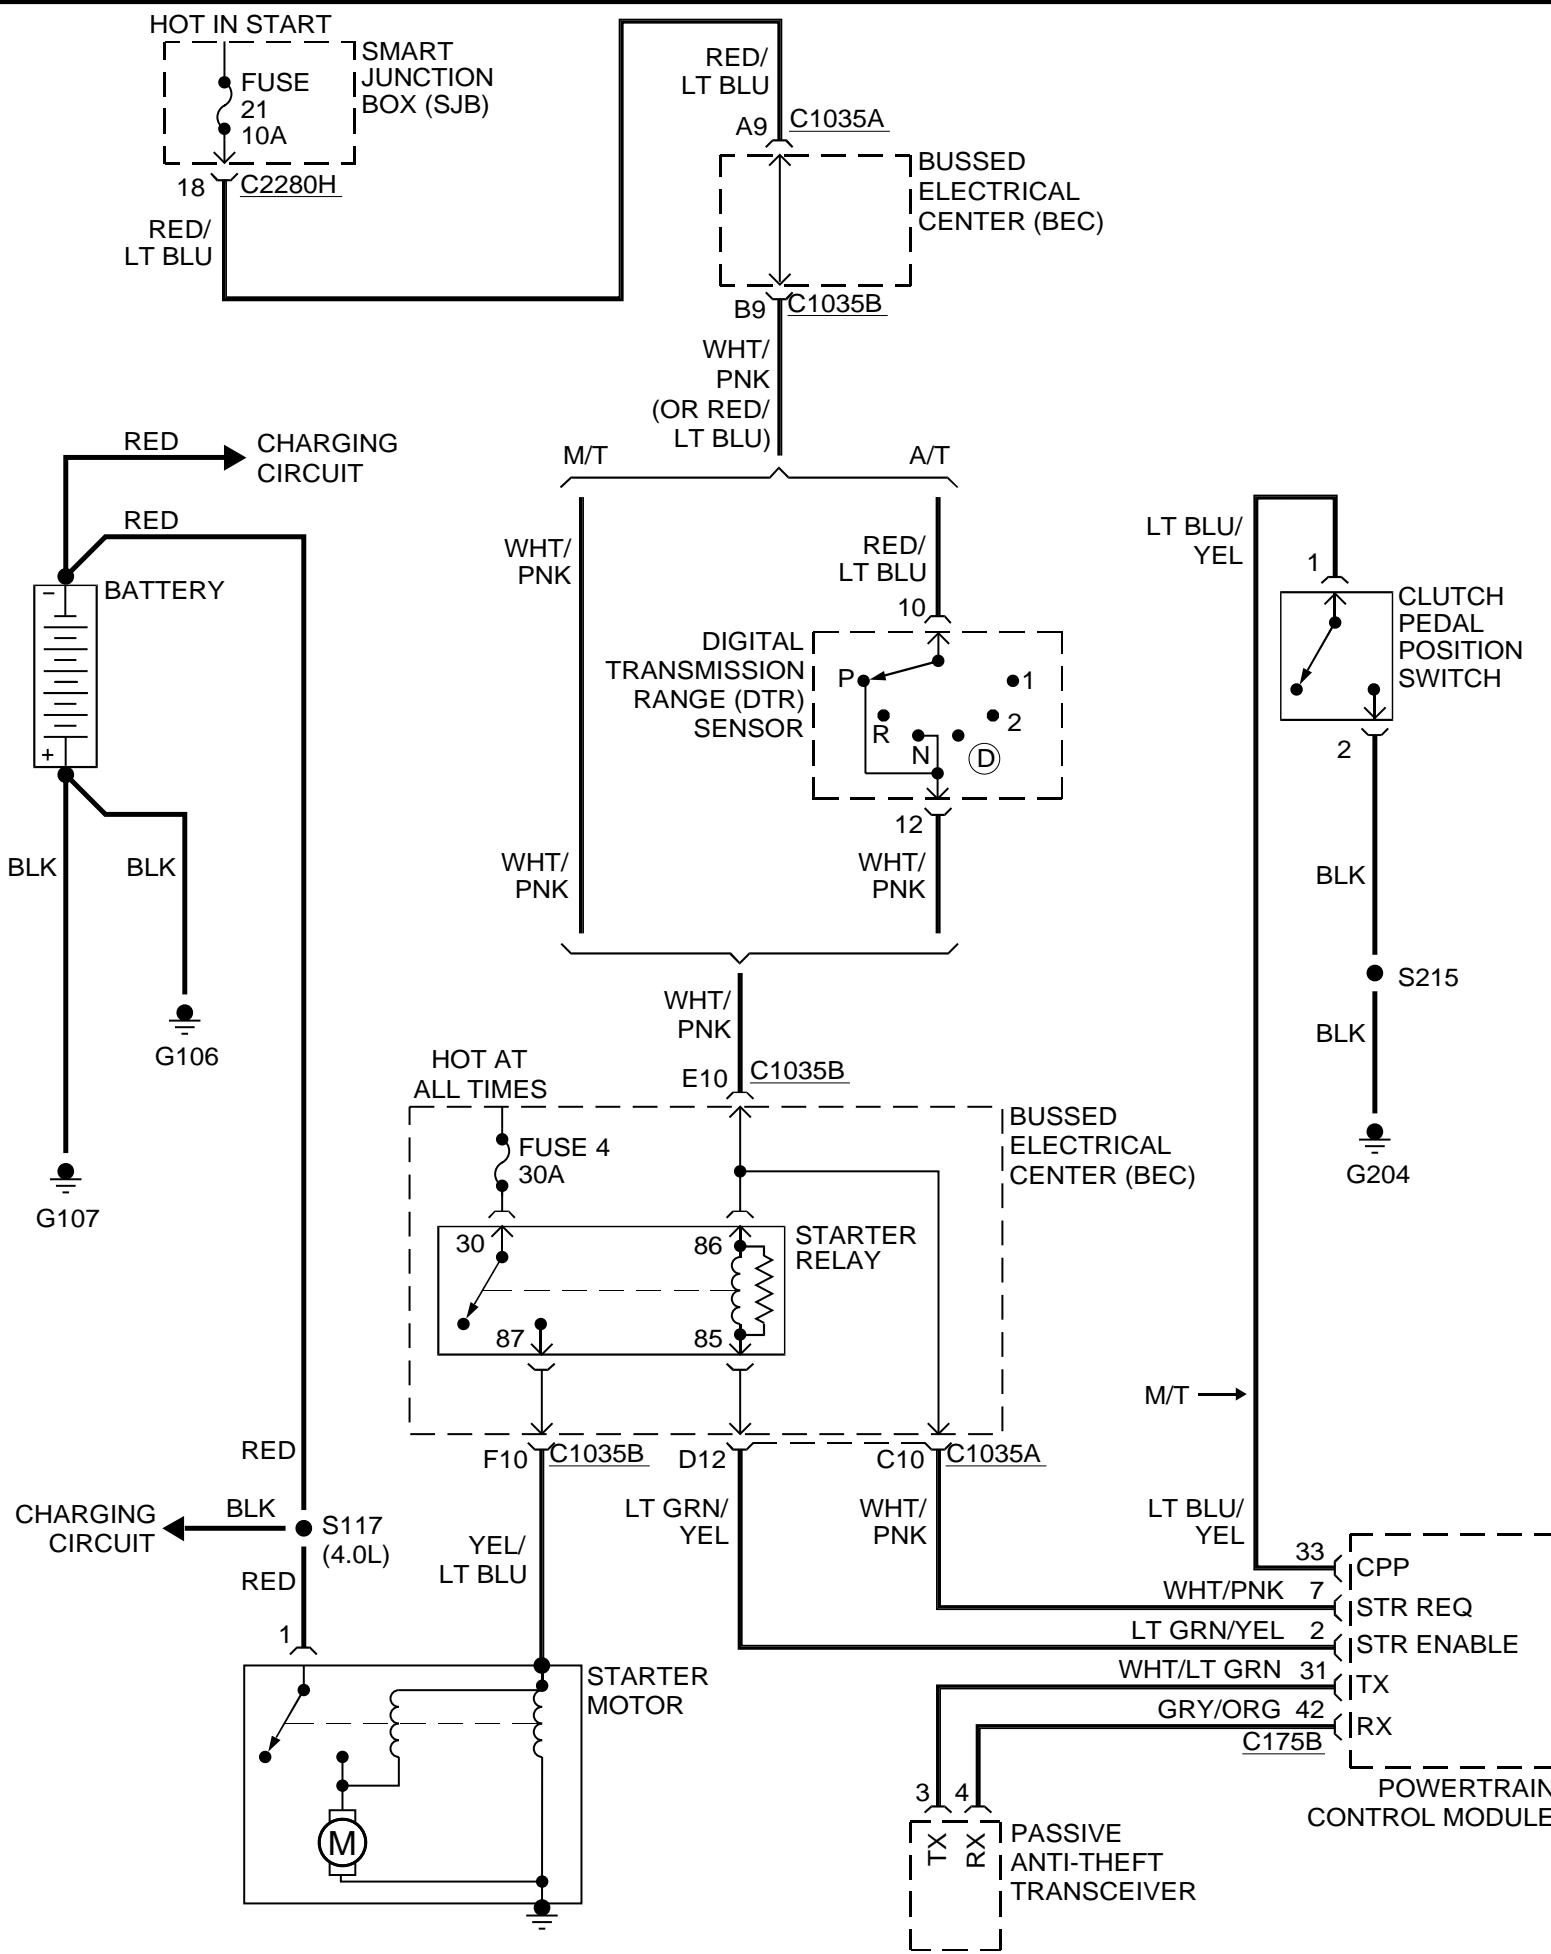 HOT IN START
SMART
JUNCTION
BOX (SJB)
FUSE
21
10A
18 C2280H
RED/
LT BLU
RED/
LT BLU
A9 C1035A
BUSSED
ELECTRICAL
CENTER (BEC)
B9 C1035B
WHT/
PNK
(OR RED/
LT BLU)
M/T A/T
RED
CHARGING
CIRCUIT
RED
−
BATTERY
+
BLK BLK
G106
G107
WHT/
PNK
RED/
LT BLU
10
DIGITAL
TRANSMISSION
RANGE (DTR)
SENSOR
P
R
N
D
2
1
12
WHT/
PNK
WHT/
PNK
LT BLU/
YEL
1
CLUTCH
PEDAL
POSITION
SWITCH
2
BLK
S215
BLK
G204
WHT/
PNK
E10 C1035B
HOT AT
ALL TIMES
BUSSED
ELECTRICAL
CENTER (BEC)
FUSE 4
30A
30
86
STARTER
RELAY
87
85
M/T
F10 C1035B
D12
C10 C1035A
RED
CHARGING
CIRCUIT
BLK
S117
(4.0L)
RED
1
YEL/
LT BLU
LT GRN/
YEL
WHT/
PNK
LT BLU/
YEL
STARTER
MOTOR
M
33 CPP
WHT/PNK 7 STR REQ
LT GRN/YEL 2 STR ENABLE
WHT/LT GRN 31 TX
GRY/ORG 42 RX
C175B
POWERTRAIN
CONTROL MODULE
3 4
TX
RX
PASSIVE
ANTI-THEFT
TRANSCEIVER